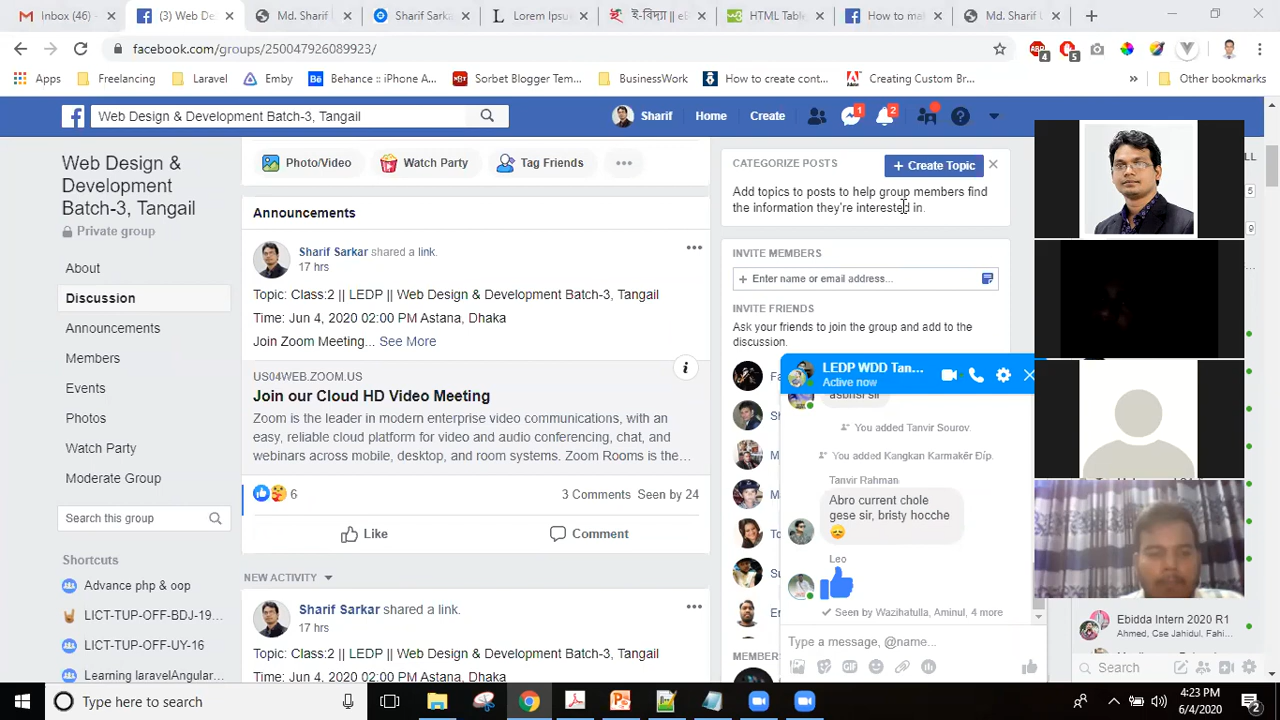 Inbox (46)
(3) Web De
Md. Sharif
Sharif Sarka
Lorem Ipsu
ই-বিদ্যা || eB
HTML Table
How to mak
Md. Sharif U
facebook.com/groups/250047926089923/
Apps
Freelancing
Laravel
Emby
Behance :: iPhone A...
Sorbet Blogger Tem...
BusinessWork
How to create cont...
Creating Custom Br...
Other bookmarks
Web Design & Development Batch-3, Tangail
Sharif
Home
Create
1
2
Web Design &
Development
Batch-3, Tangail
Private group
About
Discussion
Announcements
Members
Events
Photos
Watch Party
Moderate Group
Search this group
Shortcuts
Advance php & oop
LICT-TUP-OFF-BDJ-19...
LICT-TUP-OFF-UY-16
Learning laravelAngular...
Photo/Video
Watch Party
Tag Friends
Announcements
Sharif Sarkar shared a link.
17 hrs
Topic: Class:2 || LEDP || Web Design & Development Batch-3, Tangail
Time: Jun 4, 2020 02:00 PM Astana, Dhaka
Join Zoom Meeting... See More
US04WEB.ZOOM.US
Join our Cloud HD Video Meeting
Zoom is the leader in modern enterprise video communications, with an
easy, reliable cloud platform for video and audio conferencing, chat, and
webinars across mobile, desktop, and room systems. Zoom Rooms is the...
6
3 Comments Seen by 24
Like
Comment
NEW ACTIVITY
Sharif Sarkar shared a link.
17 hrs
Topic: Class:2 || LEDP || Web Design & Development Batch-3, Tangail
Time: Jun 4, 2020 02:00 PM Astana, Dhaka
CATEGORIZE POSTS
+ Create Topic
Add topics to posts to help group members find
the information they're interested in.
INVITE MEMBERS
+ Enter name or email address...
INVITE FRIENDS
Ask your friends to join the group and add to the
discussion.
LEDP WDD Tan...
Active now
You added Tanvir Sourov.
You added Kangkan Karmakër Ðíp.
Tanvir Rahman
Abro current chole
gese sir, bristy hocche
Leo
Seen by Wazihatulla, Aminul, 4 more
Type a message, @name...
GIF
Ebidda Intern 2020 R1
Ahmed, Cse Jahidul, Fahi...
Search
Type here to search
4:23 PM
6/4/2020
2